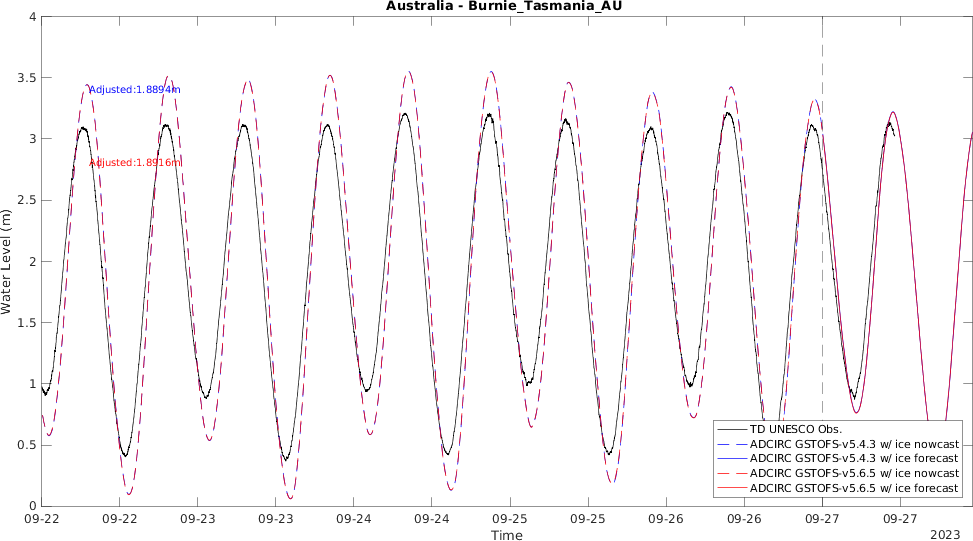 Australia - Burnie_Tasmania_AU
4
3.5
3
2.5
2
1.5
1
0.5
0
Water Level (m)
Adjusted:1.8894m
Adjusted:1.8916m
TD UNESCO Obs.
ADCIRC GSTOFS-v5.4.3 w/ ice nowcast
ADCIRC GSTOFS-v5.4.3 w/ ice forecast
ADCIRC GSTOFS-v5.6.5 w/ ice nowcast
ADCIRC GSTOFS-v5.6.5 w/ ice forecast
09-22 09-22 09-23 09-23 09-24 09-24 09-25 09-25 09-26 09-26 09-27 09-27
Time
2023